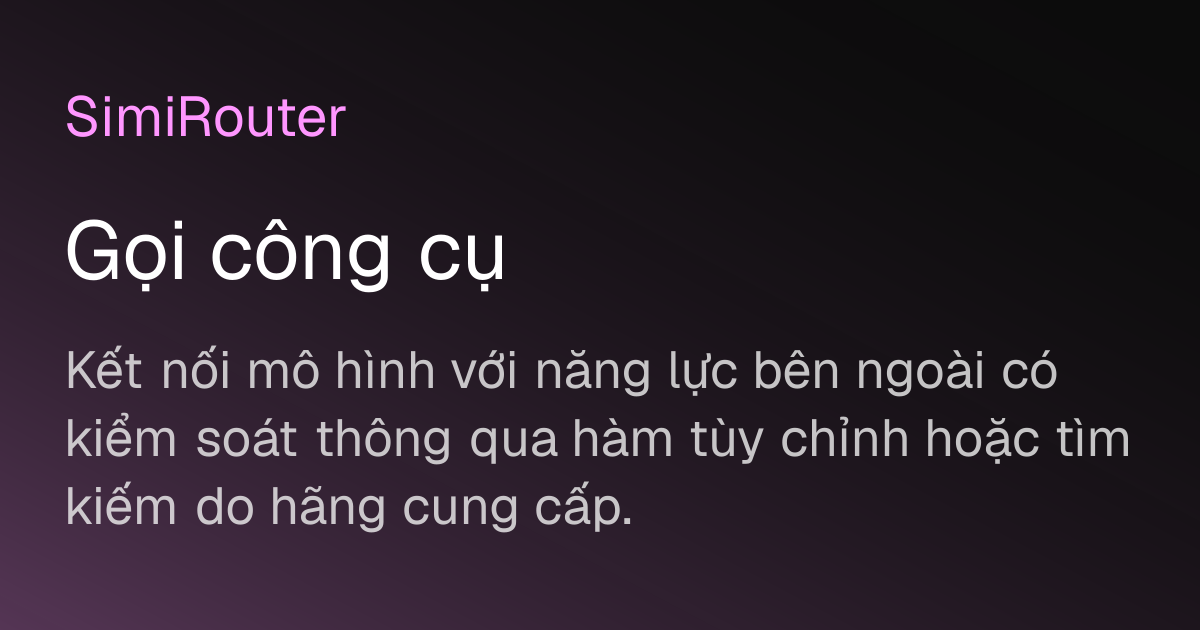 SimiRouter
Gọi công cụ
Kết nối mô hình với năng lực bên ngoài có
kiểm soát thông qua hàm tùy chỉnh hoặc tìm
kiếm do hãng cung cấp.